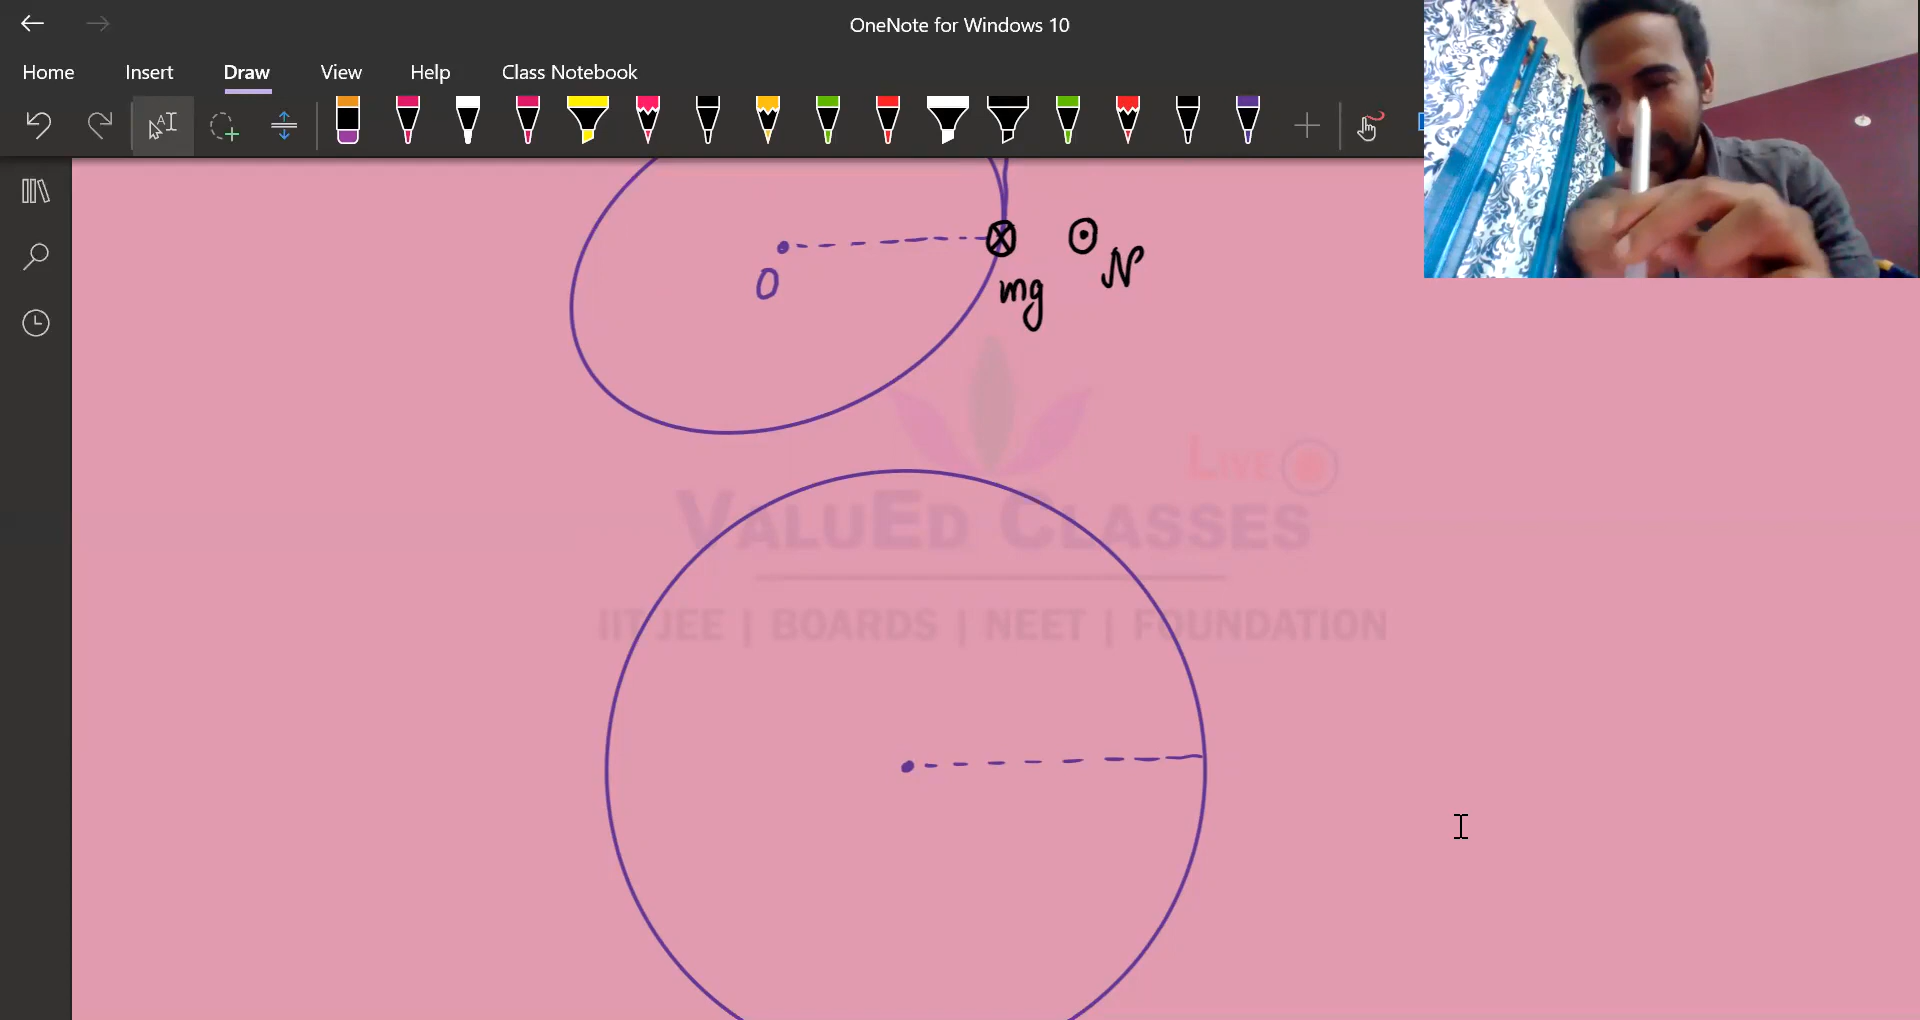 OneNote for Windows 10
Home Insert Draw View Help Class Notebook
O
mg
N
LIVE
VALUED CLASSES
IIT JEE | BOARDS | NEET | FOUNDATION